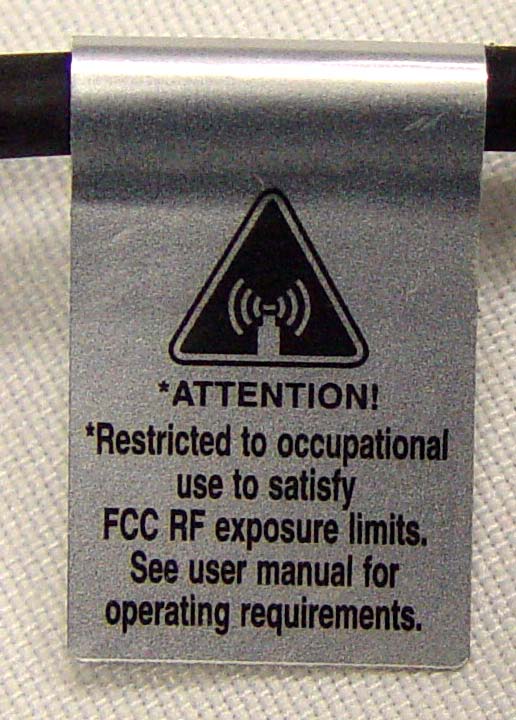 *ATTENTION!
*Restricted to occupational
use to satisfy
FCC RF exposure limits.
See user manual for
operating requirements.